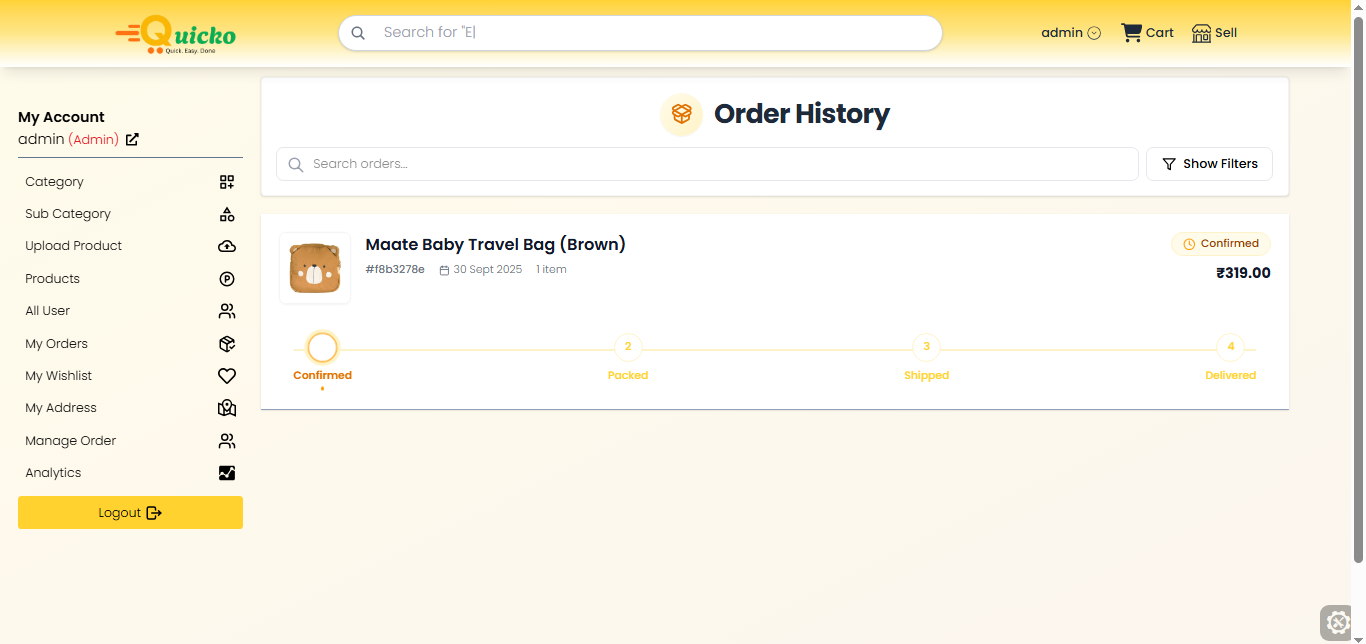 Quicko
Quick. Easy. Done
Search for "E|
admin
Cart
Sell
My Account
admin (Admin)
Category
Sub Category
Upload Product
Products
All User
My Orders
My Wishlist
My Address
Manage Order
Analytics
Logout
Order History
Search orders...
Show Filters
Maate Baby Travel Bag (Brown)
#f8b3278e 30 Sept 2025 1 item
Confirmed
₹319.00
2
3
4
Confirmed
Packed
Shipped
Delivered